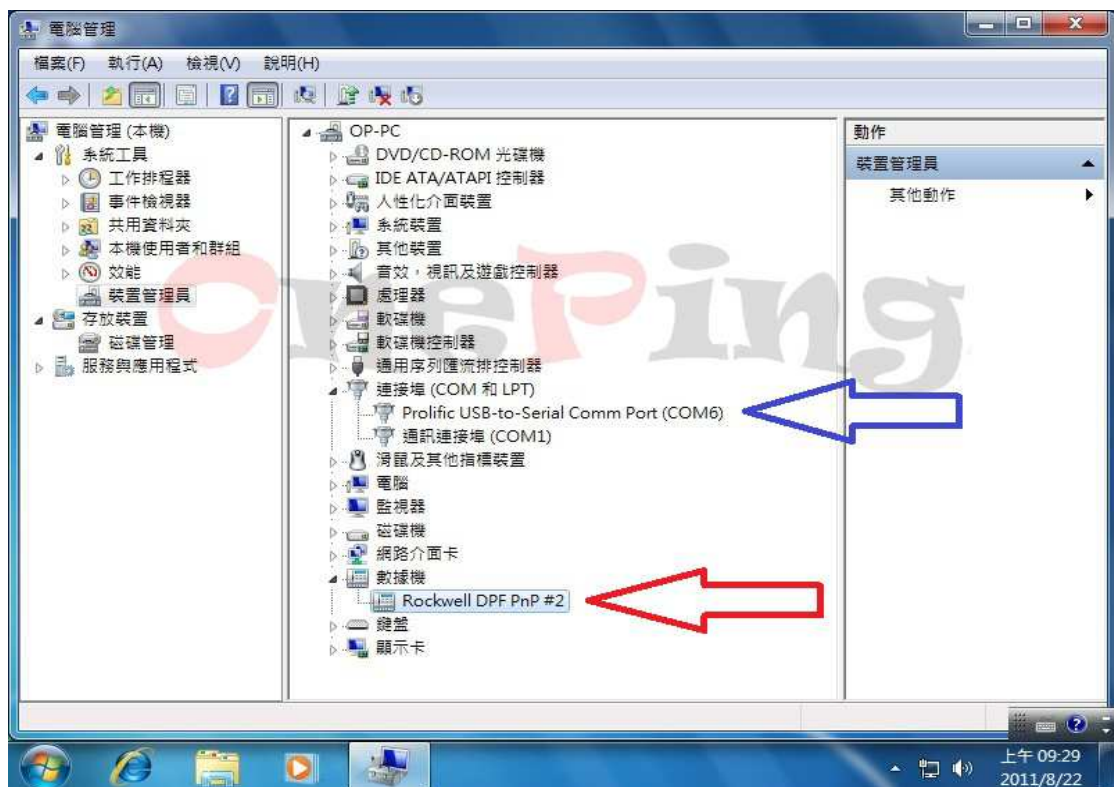 電腦管理
檔案(F) 執行(A) 檢視(V) 說明(H)
電腦管理 (本機)
系統工具
工作排程器
事件檢視器
共用資料夾
本機使用者和群組
效能
裝置管理員
存放裝置
磁碟管理
服務與應用程式
OP-PC
DVD/CD-ROM 光碟機
IDE ATA/ATAPI 控制器
人性化介面裝置
系統裝置
其他裝置
音效，視訊及遊戲控制器
處理器
軟碟機
軟碟機控制器
通用序列匯流排控制器
連接埠 (COM 和 LPT)
Prolific USB-to-Serial Comm Port (COM6)
通訊連接埠 (COM1)
滑鼠及其他指標裝置
電腦
監視器
磁碟機
網路介面卡
數據機
Rockwell DPF PnP #2
鍵盤
顯示卡
動作
裝置管理員
其他動作
OnePing
上午 09:29
2011/8/22